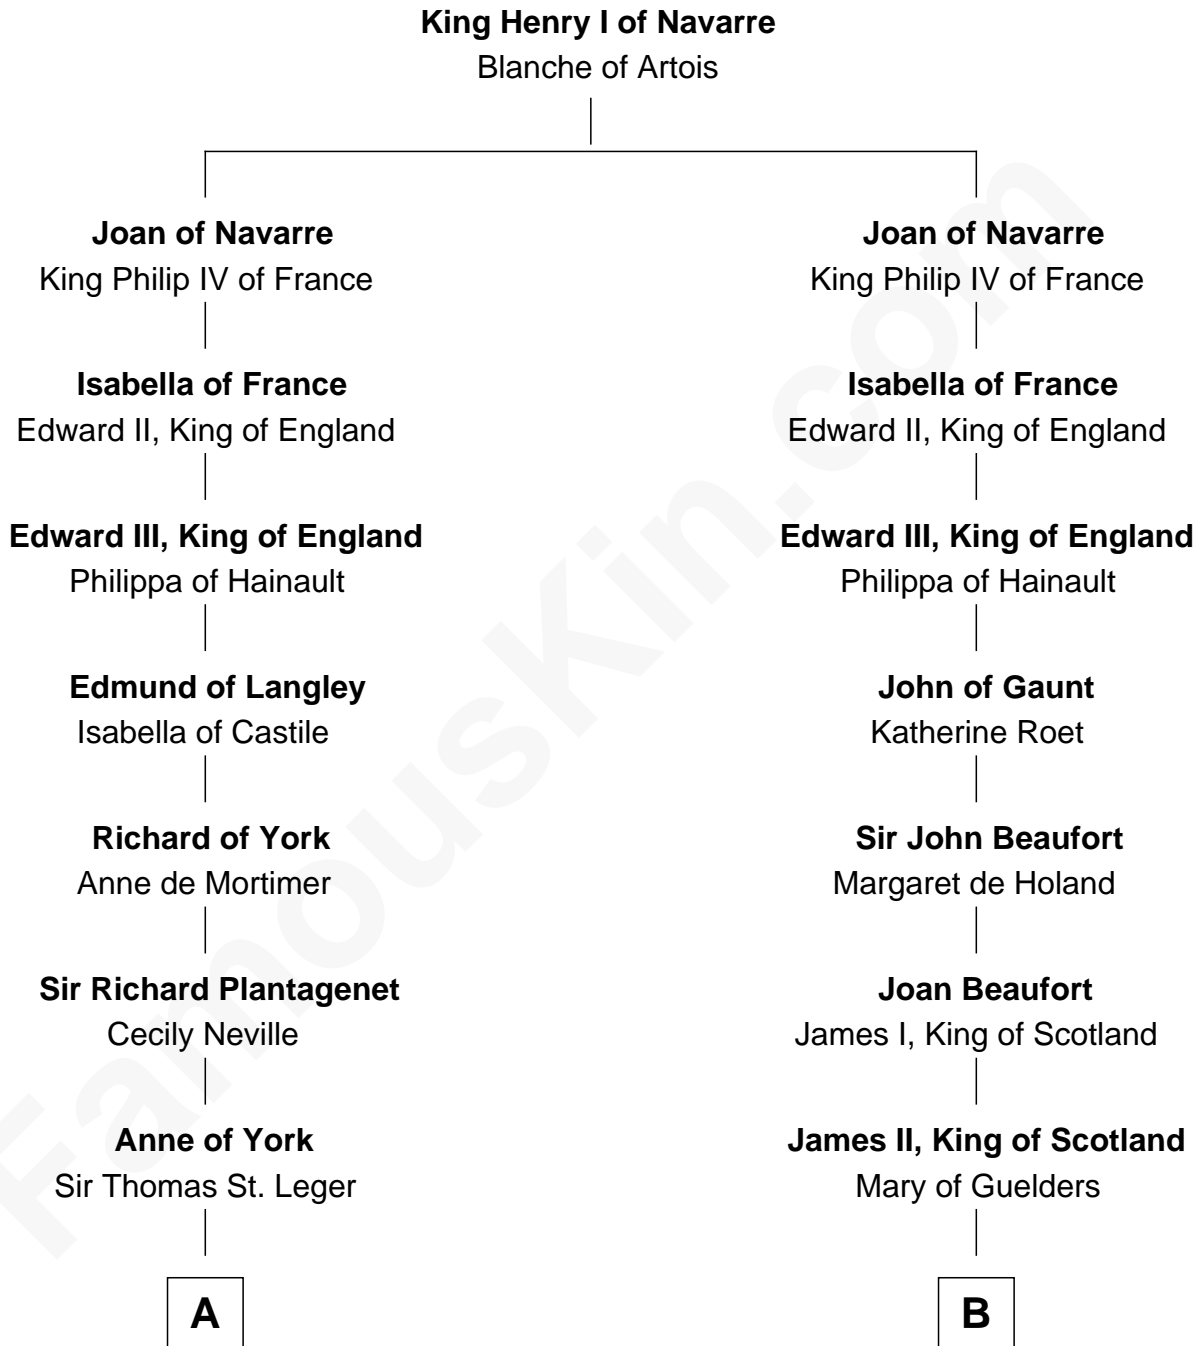 King Henry I of Navarre
Blanche of Artois
Joan of Navarre
King Philip IV of France
Joan of Navarre
King Philip IV of France
Isabella of France
Edward II, King of England
Isabella of France
Edward II, King of England
Edward III, King of England
Philippa of Hainault
Edward III, King of England
Philippa of Hainault
Edmund of Langley
Isabella of Castile
John of Gaunt
Katherine Roet
Richard of York
Anne de Mortimer
Sir John Beaufort
Margaret de Holand
Sir Richard Plantagenet
Cecily Neville
Joan Beaufort
James I, King of Scotland
Anne of York
Sir Thomas St. Leger
James II, King of Scotland
Mary of Guelders
A
B
FamousKin.com